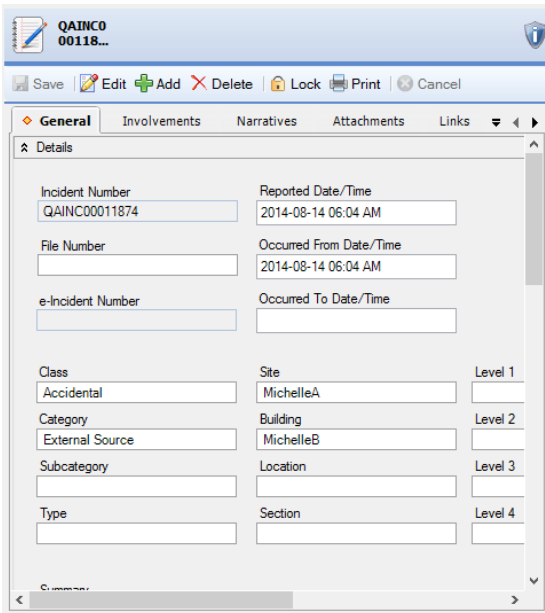 QAINC0
00118...
Save Edit Add Delete Lock Print Cancel
General Involvements Narratives Attachments Links
Details
Incident Number Reported Date/Time
QAINC00011874 2014-08-14 06:04 AM
File Number Occurred From Date/Time
2014-08-14 06:04 AM
e-Incident Number Occurred To Date/Time
Class Site Level 1
Accidental MichelleA
Category Building Level 2
External Source MichelleB
Subcategory Location Level 3
Type Section Level 4
Summary